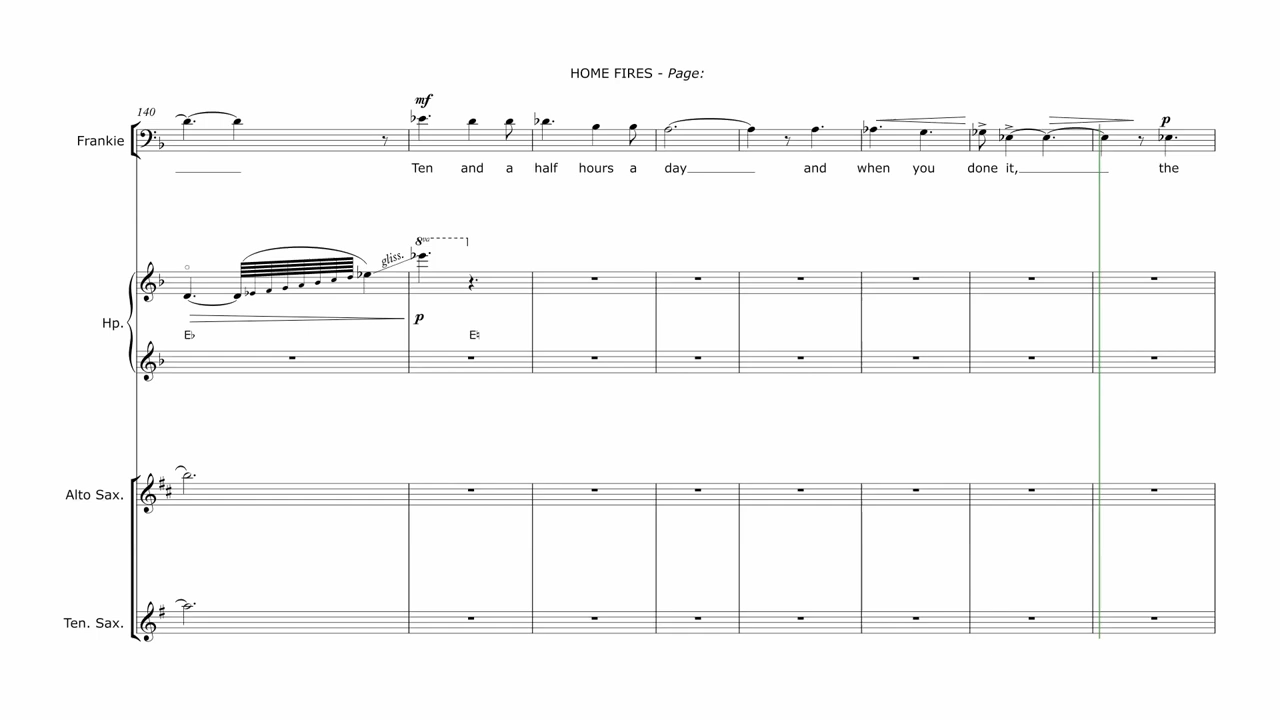 HOME FIRES - Page:
140
mf
p
Frankie
Ten and a half hours a day and when you done it, the
8va
gliss.
Hp.
p
E♭ E♮
Alto Sax.
Ten. Sax.